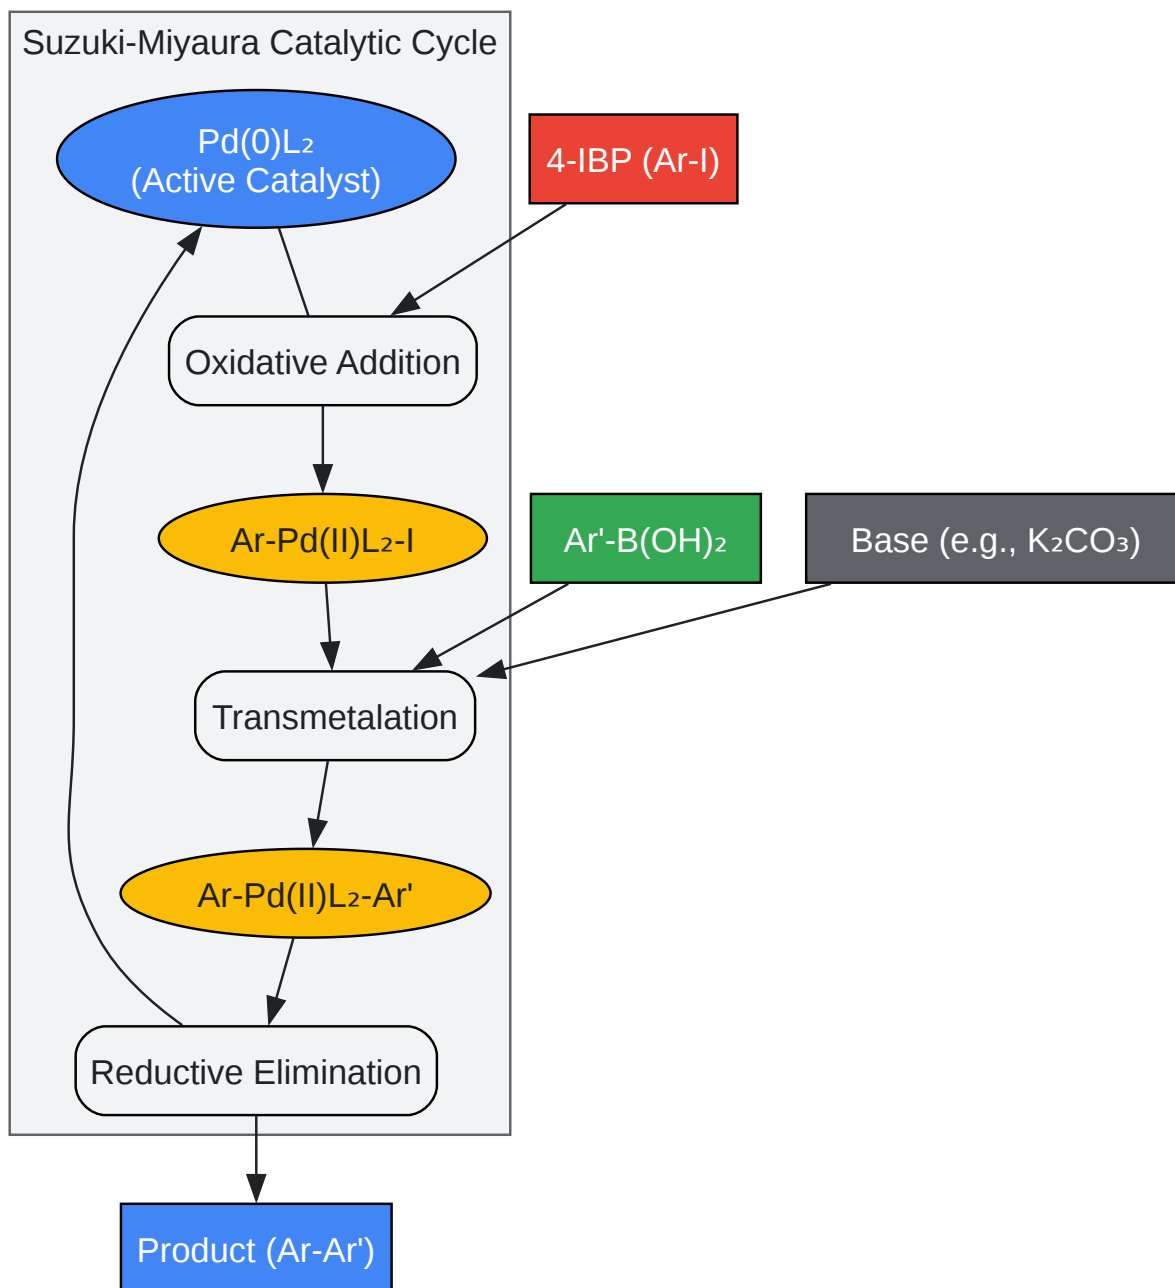 Suzuki-Miyaura Catalytic Cycle
Pd(0)L₂
(Active Catalyst)
4-IBP (Ar-I)
Oxidative Addition
Ar-Pd(II)L₂-I
Ar'-B(OH)₂
Base (e.g., K₂CO₃)
Transmetalation
Ar-Pd(II)L₂-Ar'
Reductive Elimination
Product (Ar-Ar')